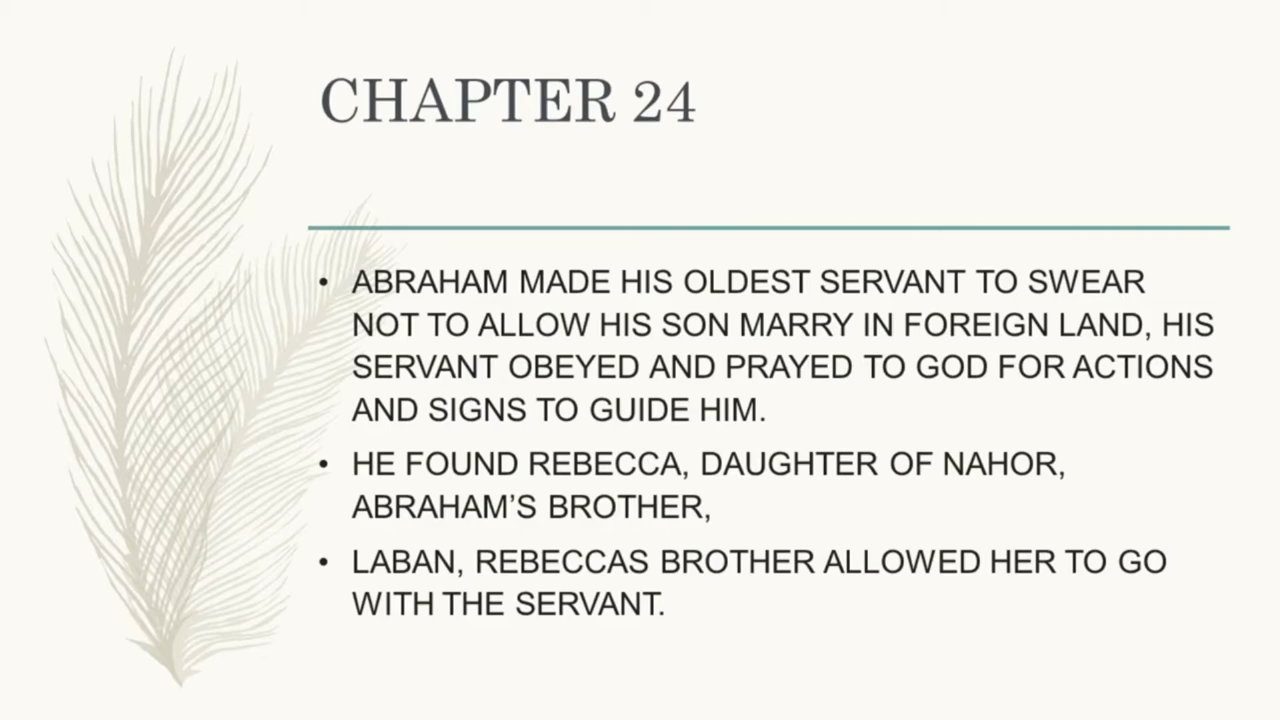 CHAPTER 24
• ABRAHAM MADE HIS OLDEST SERVANT TO SWEAR
NOT TO ALLOW HIS SON MARRY IN FOREIGN LAND, HIS
SERVANT OBEYED AND PRAYED TO GOD FOR ACTIONS
AND SIGNS TO GUIDE HIM.
• HE FOUND REBECCA, DAUGHTER OF NAHOR,
ABRAHAM’S BROTHER,
• LABAN, REBECCAS BROTHER ALLOWED HER TO GO
WITH THE SERVANT.